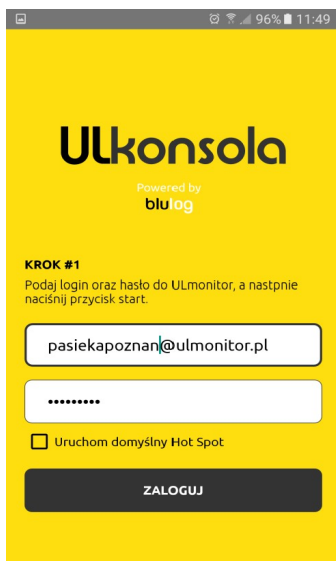 96% 11:49
ULkonsola
Powered by
blulog
KROK #1
Podaj login oraz hasło do ULmonitor, a nastpnie
naciśnij przycisk start.
pasiekapoznan@ulmonitor.pl
•••••••••
Uruchom domyślny Hot Spot
ZALOGUJ